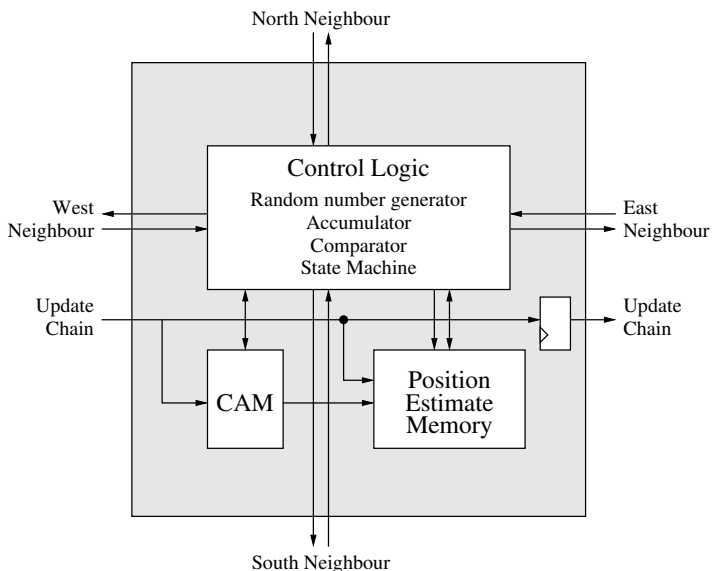 North Neighbour
Control Logic
Random number generator
Accumulator
Comparator
State Machine
West
Neighbour
East
Neighbour
Update
Chain
Update
Chain
CAM
Position
Estimate
Memory
South Neighbour